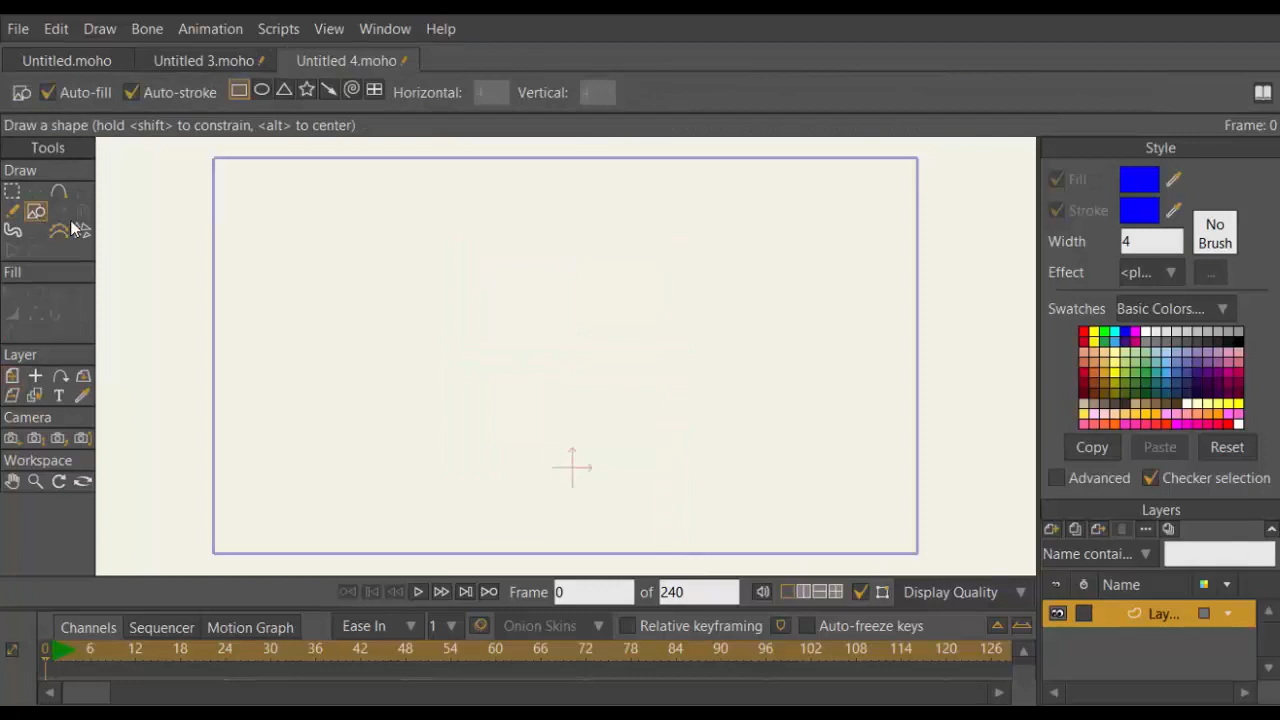 File Edit Draw Bone Animation Scripts View Window Help
Untitled.moho Untitled 3.moho Untitled 4.moho
Auto-fill Auto-stroke Horizontal: 4 Vertical: 4
Draw a shape (hold <shift> to constrain, <alt> to center) Frame: 0
Tools
Draw
Fill
Layer
T
Camera
Workspace
Style
Fill
Stroke
No
Brush
Width 4
Effect <pl... ...
Swatches Basic Colors....
Copy Paste Reset
Advanced Checker selection
Layers
Name contai...
Name
Lay...
Frame 0 of 240 Display Quality
Channels Sequencer Motion Graph Ease In 1 Onion Skins Relative keyframing Auto-freeze keys
0 6 12 18 24 30 36 42 48 54 60 66 72 78 84 90 96 102 108 114 120 126